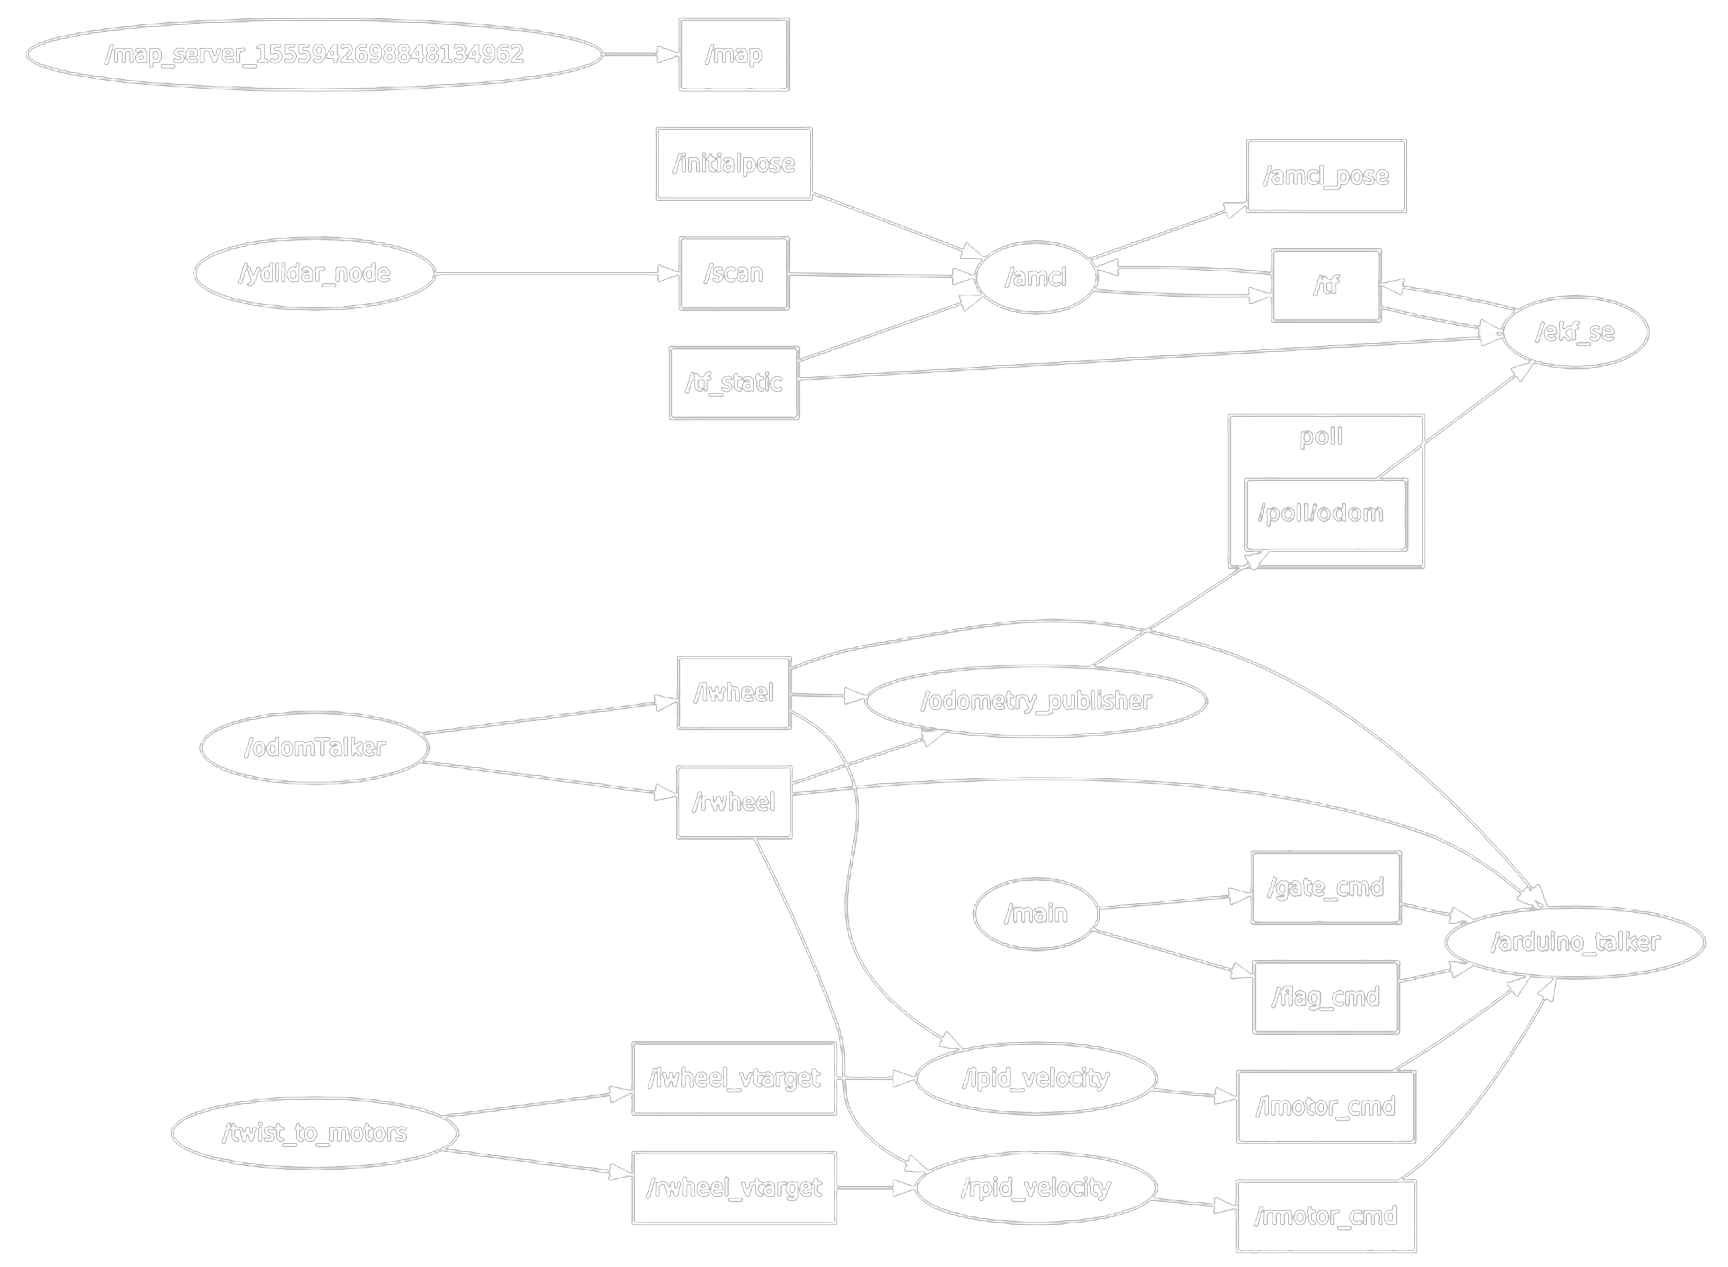 /map_server_1555942698848134962
/map
/initialpose
/amcl_pose
/ydlidar_node
/scan
/amcl
/tf
/ekf_se
/tf_static
poll
/poll/odom
/lwheel
/odometry_publisher
/odomTalker
/rwheel
/gate_cmd
/main
/arduino_talker
/flag_cmd
/lwheel_vtarget
/lpid_velocity
/lmotor_cmd
/twist_to_motors
/rwheel_vtarget
/rpid_velocity
/rmotor_cmd